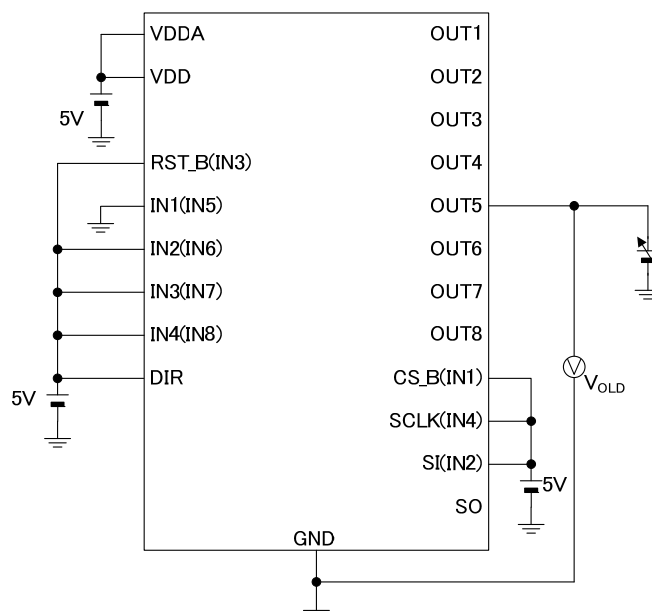 VDDA
VDD
5V
RST_B(IN3)
IN1(IN5)
IN2(IN6)
IN3(IN7)
IN4(IN8)
DIR
5V
OUT1
OUT2
OUT3
OUT4
OUT5
OUT6
OUT7
OUT8
CS_B(IN1)
SCLK(IN4)
SI(IN2)
5V
SO
GND
V
VOLD